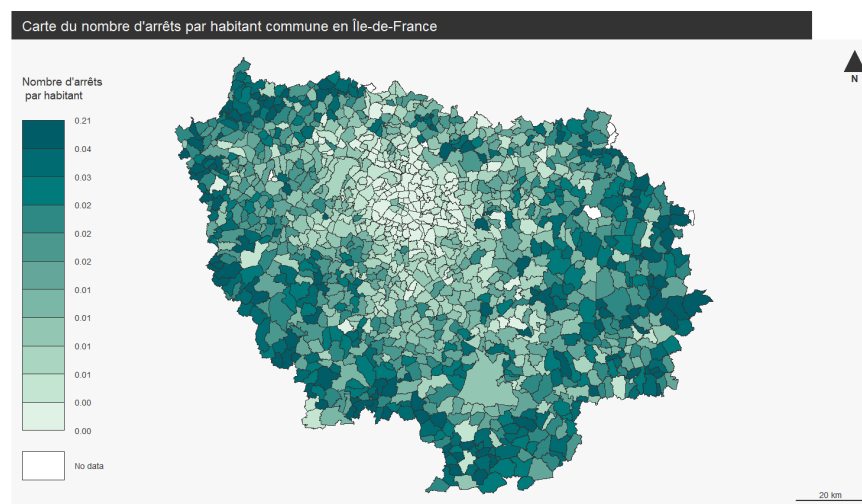 Carte du nombre d'arrêts par habitant commune en Île-de-France
N
Nombre d'arrêts
par habitant
0.21
0.04
0.03
0.02
0.02
0.02
0.01
0.01
0.01
0.00
0.00
No data
20 km